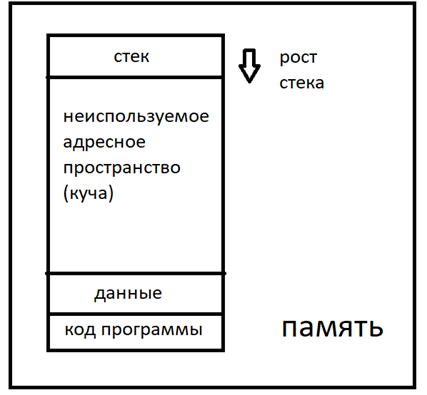 стек
рост
стека
неиспользуемое
адресное
пространство
(куча)
данные
код программы
память